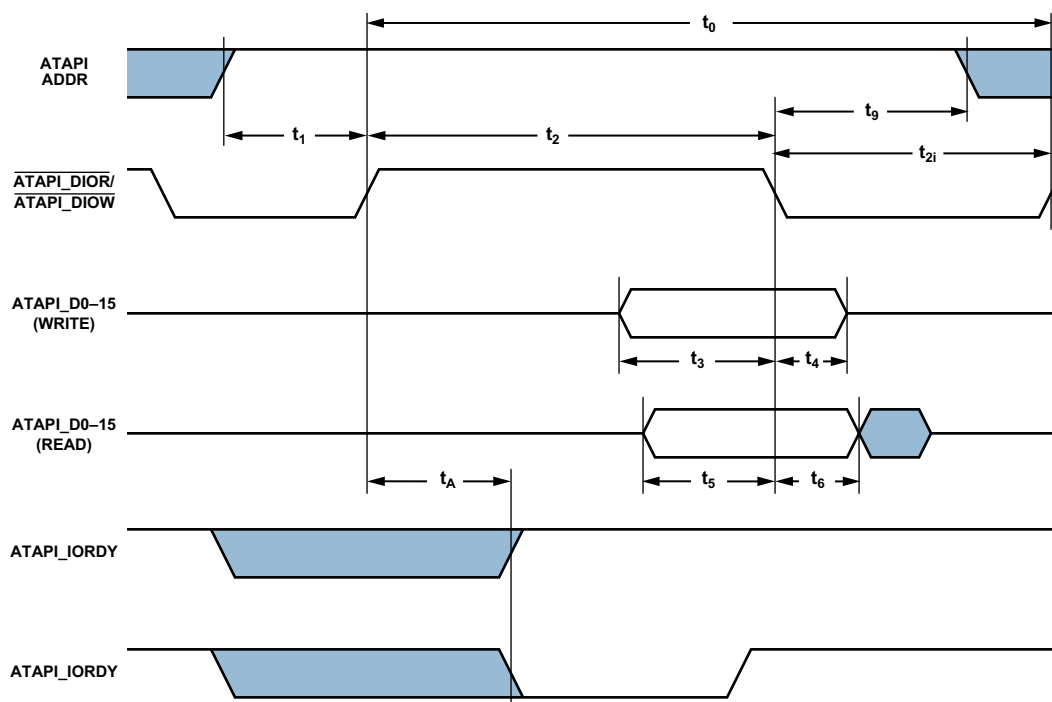 t0
ATAPI
ADDR
t9
t1
t2
t2i
ATAPI_DIOR/
ATAPI_DIOW
ATAPI_D0–15
(WRITE)
t3
t4
ATAPI_D0–15
(READ)
tA
t5
t6
ATAPI_IORDY
ATAPI_IORDY